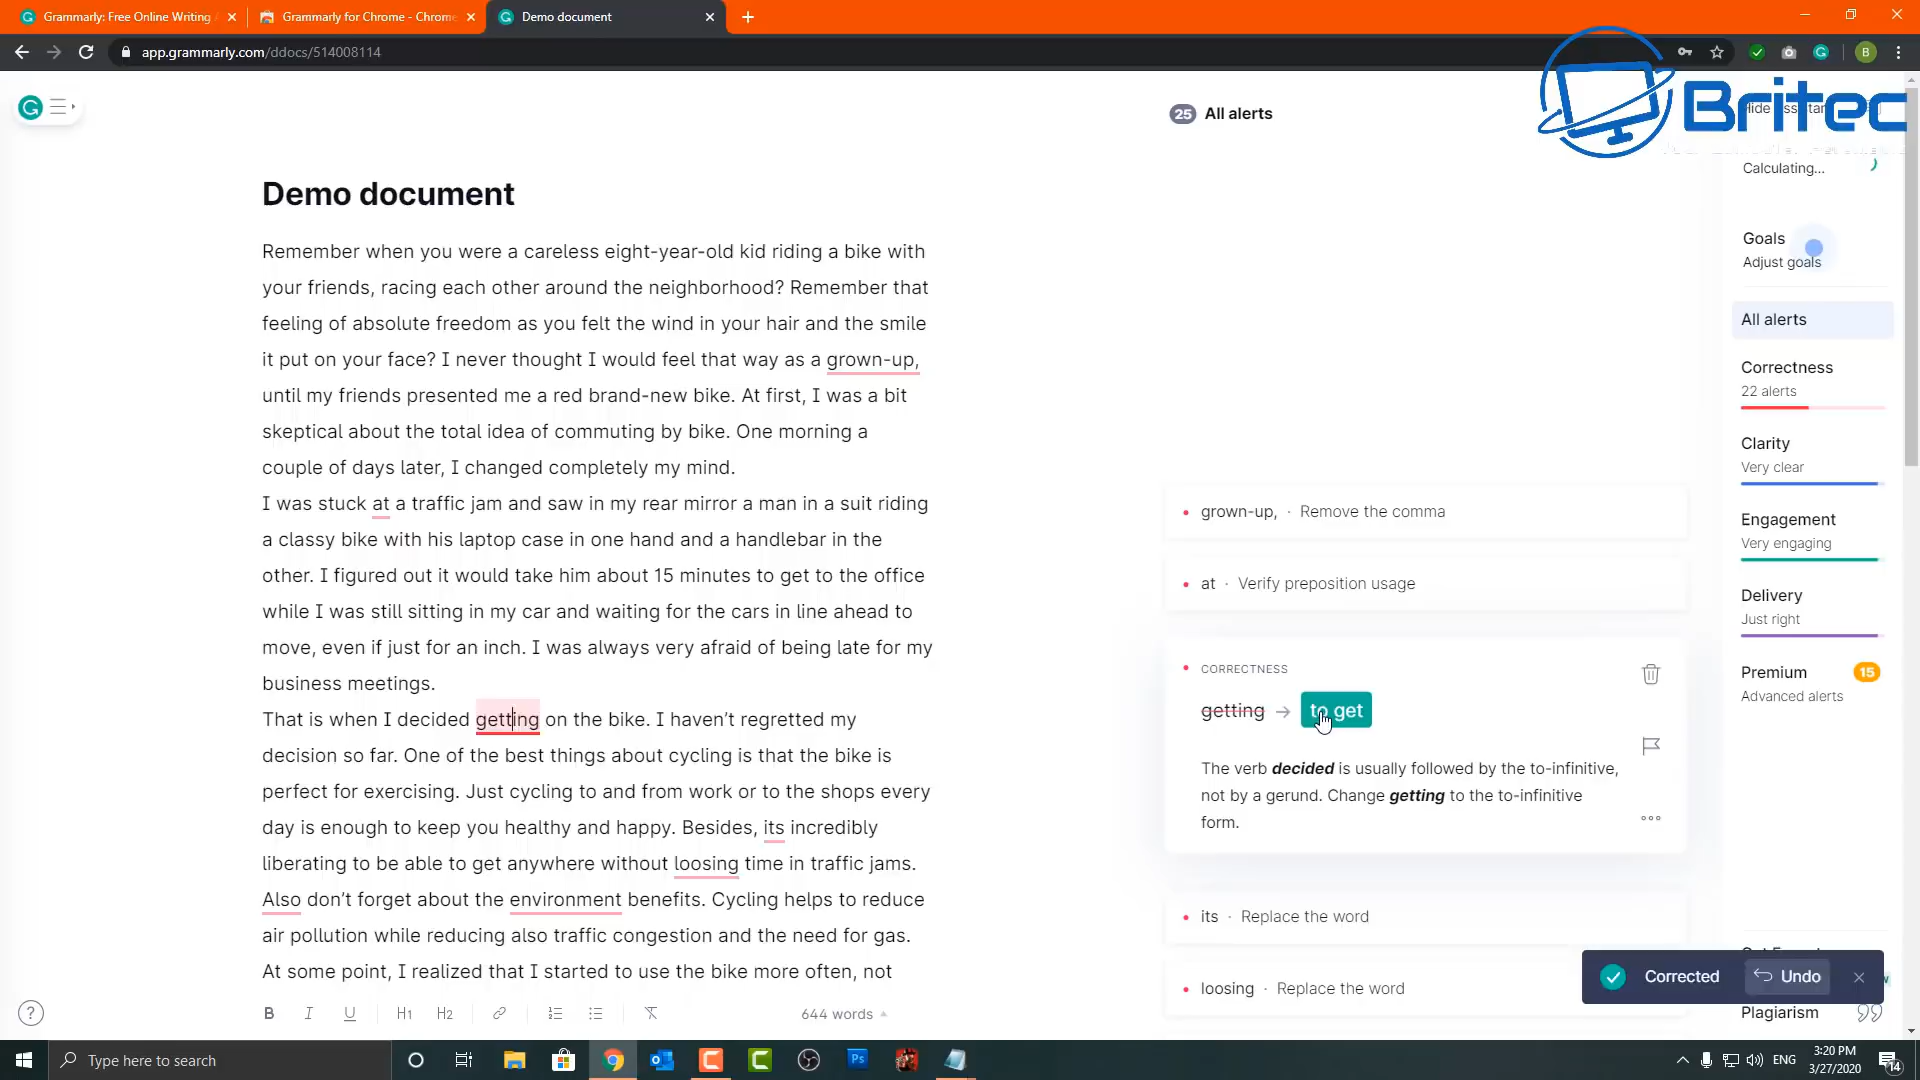 Grammarly: Free Online Writing A
Grammarly for Chrome - Chrome
Demo document
app.grammarly.com/ddocs/514008114
B
25 All alerts
Britec
Calculating...
Demo document
Goals
Adjust goals
Remember when you were a careless eight-year-old kid riding a bike with
your friends, racing each other around the neighborhood? Remember that
feeling of absolute freedom as you felt the wind in your hair and the smile
it put on your face? I never thought I would feel that way as a grown-up,
until my friends presented me a red brand-new bike. At first, I was a bit
skeptical about the total idea of commuting by bike. One morning a
couple of days later, I changed completely my mind.
I was stuck at a traffic jam and saw in my rear mirror a man in a suit riding
a classy bike with his laptop case in one hand and a handlebar in the
other. I figured out it would take him about 15 minutes to get to the office
while I was still sitting in my car and waiting for the cars in line ahead to
move, even if just for an inch. I was always very afraid of being late for my
business meetings.
That is when I decided getting on the bike. I haven't regretted my
decision so far. One of the best things about cycling is that the bike is
perfect for exercising. Just cycling to and from work or to the shops every
day is enough to keep you healthy and happy. Besides, its incredibly
liberating to be able to get anywhere without loosing time in traffic jams.
Also don't forget about the environment benefits. Cycling helps to reduce
air pollution while reducing also traffic congestion and the need for gas.
At some point, I realized that I started to use the bike more often, not
grown-up, · Remove the comma
at · Verify preposition usage
CORRECTNESS
getting → to get
The verb decided is usually followed by the to-infinitive,
not by a gerund. Change getting to the to-infinitive
form.
its · Replace the word
loosing · Replace the word
All alerts
Correctness
22 alerts
Clarity
Very clear
Engagement
Very engaging
Delivery
Just right
Premium 15
Advanced alerts
Corrected Undo
Plagiarism
B I U H1 H2
644 words
Type here to search
Ps
ENG
3:20 PM
3/27/2020
14